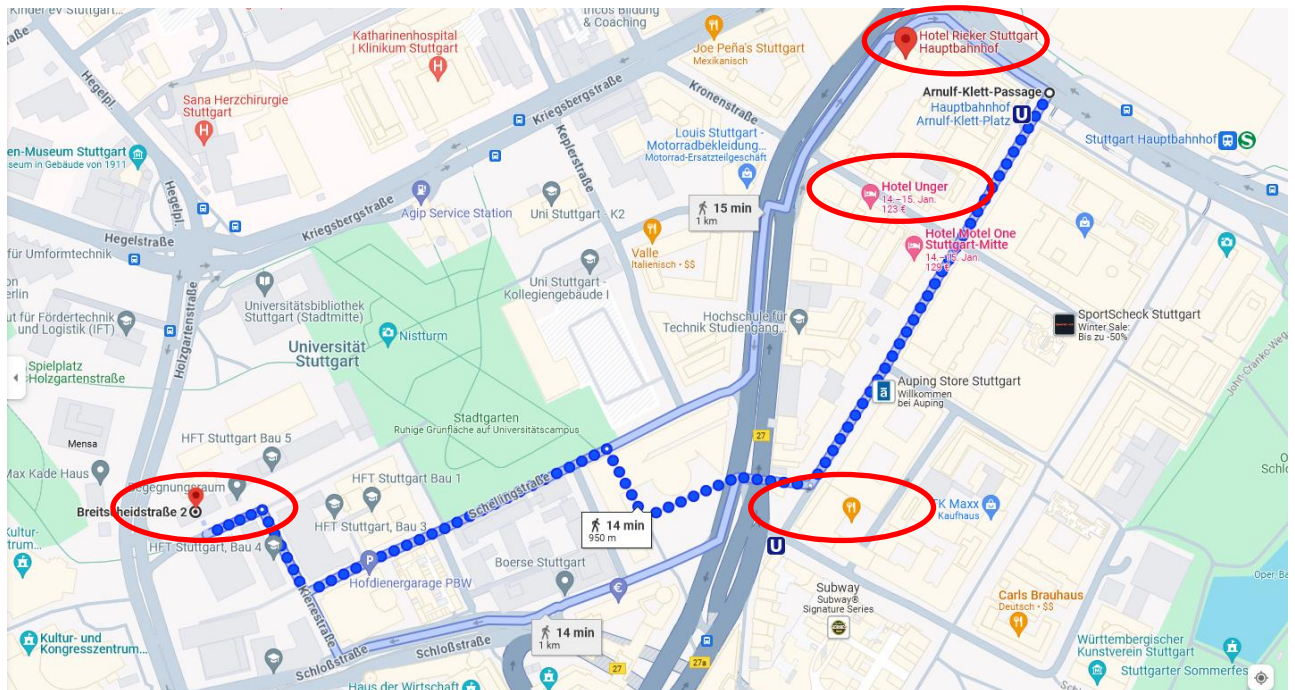 Kinder ev Stuttgart
Incos Bildung
& Coaching
Katharinenhospital
| Klinikum Stuttgart
Joe Peña's Stuttgart
Mexikanisch
Hotel Rieker Stuttgart
Hauptbahnhof
Hegelpl.
Sana Herzchirurgie
Stuttgart
Kriegsbergstraße
Kronenstraße
Arnulf-Klett-Passage
Hauptbahnhof
Arnulf-Klett-Platz
Stuttgart Hauptbahnhof
en-Museum Stuttgart
seum in Gebäude von 1911
Louis Stuttgart -
Motorradbekleidung...
Motorrad-Ersatzteilgeschäft
Keplerstraße
Hegelpl.
Agip Service Station
Uni Stuttgart - K2
15 min
1 km
Hotel Unger
14.–15. Jan.
123 €
Hegelstraße
Kriegsbergstraße
Hotel Motel One
Stuttgart-Mitte
14.–15. Jan.
129 €
für Umformtechnik
Valle
Italienisch • $$
Uni Stuttgart -
Kollegiengebäude I
Universitätsbibliothek
Stuttgart (Stadtmitte)
ut für Fördertechnik
und Logistik (IFT)
Hochschule für
Technik Studiengang...
SportScheck Stuttgart
Winter Sale:
Bis zu -50%
Nistturm
Universität
Stuttgart
Holzgartenstraße
Spielplatz
Holzgartenstraße
John-Cranko-Weg
Auping Store Stuttgart
Willkommen
bei Auping
Stadtgarten
Ruhige Grünfläche auf Universitätscampus
27
Mensa
HFT Stuttgart Bau 5
Max Kade Haus
HFT Stuttgart Bau 1
Begegnungsraum
Schellingstraße
Breitscheidstraße 2
TK Maxx
Kaufhaus
14 min
950 m
HFT Stuttgart, Bau 3
HFT Stuttgart, Bau 4
Kultur-
Boerse Stuttgart
Hofdienergarage PBW
Subway
Subway®
Signature Series
Carls Brauhaus
Deutsch • $$
Kienestraße
14 min
1 km
Kultur- und
Kongresszentrum...
Schloßstraße
Schloßstraße
Württembergischer
Kunstverein Stuttgart
27
27a
Haus der Wirtschaft
Stuttgarter Sommerfes